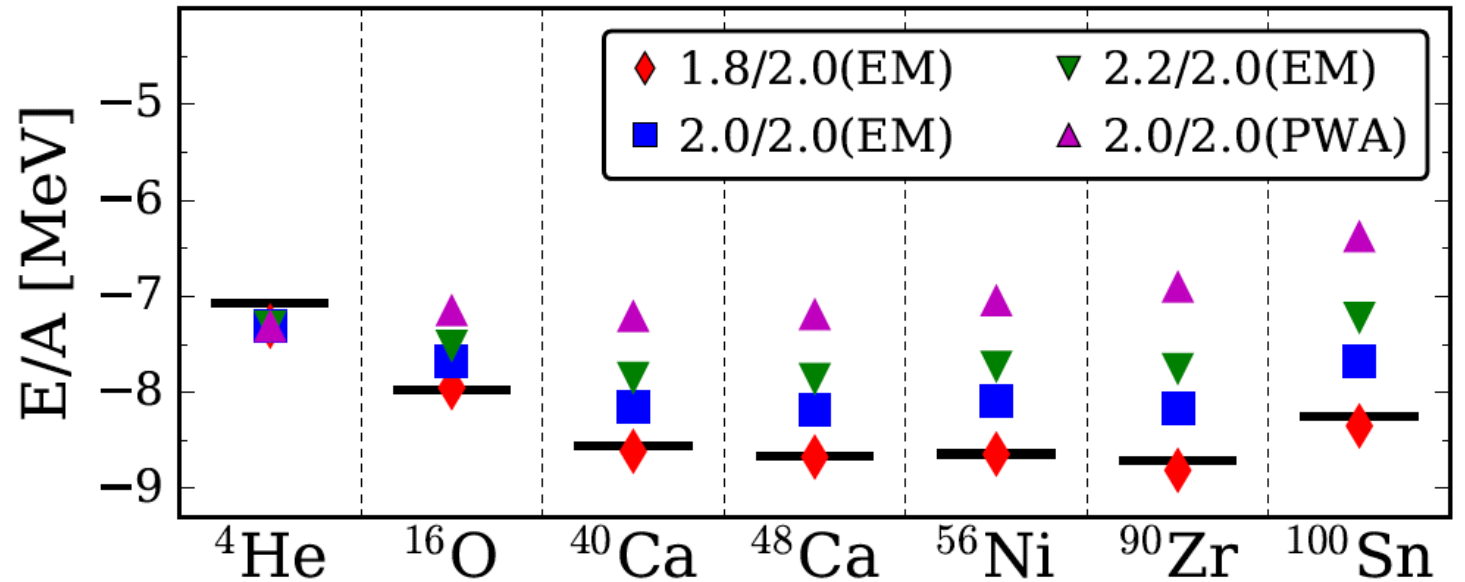 E/A [MeV]
−5
−6
−7
−8
−9
1.8/2.0(EM) 2.2/2.0(EM)
2.0/2.0(EM) 2.0/2.0(PWA)
⁴He ¹⁶O ⁴⁰Ca ⁴⁸Ca ⁵⁶Ni ⁹⁰Zr ¹⁰⁰Sn